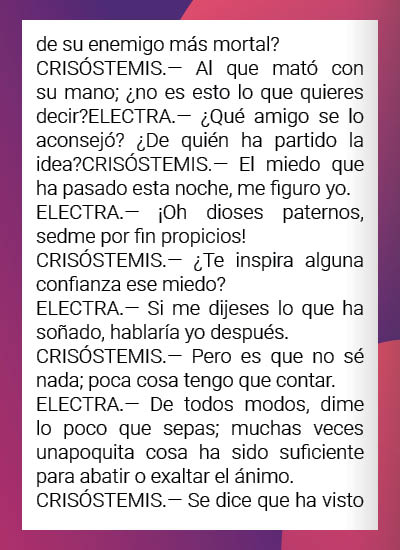 de su enemigo más mortal?
CRISÓSTEMIS.— Al que mató con
su mano; ¿no es esto lo que quieres
decir?ELECTRA.— ¿Qué amigo se lo
aconsejó? ¿De quién ha partido la
idea?CRISÓSTEMIS.— El miedo que
ha pasado esta noche, me figuro yo.
ELECTRA.— ¡Oh dioses paternos,
sedme por fin propicios!
CRISÓSTEMIS.— ¿Te inspira alguna
confianza ese miedo?
ELECTRA.— Si me dijeses lo que ha
soñado, hablaría yo después.
CRISÓSTEMIS.— Pero es que no sé
nada; poca cosa tengo que contar.
ELECTRA.— De todos modos, dime
lo poco que sepas; muchas veces
unapoquita cosa ha sido suficiente
para abatir o exaltar el ánimo.
CRISÓSTEMIS.— Se dice que ha visto